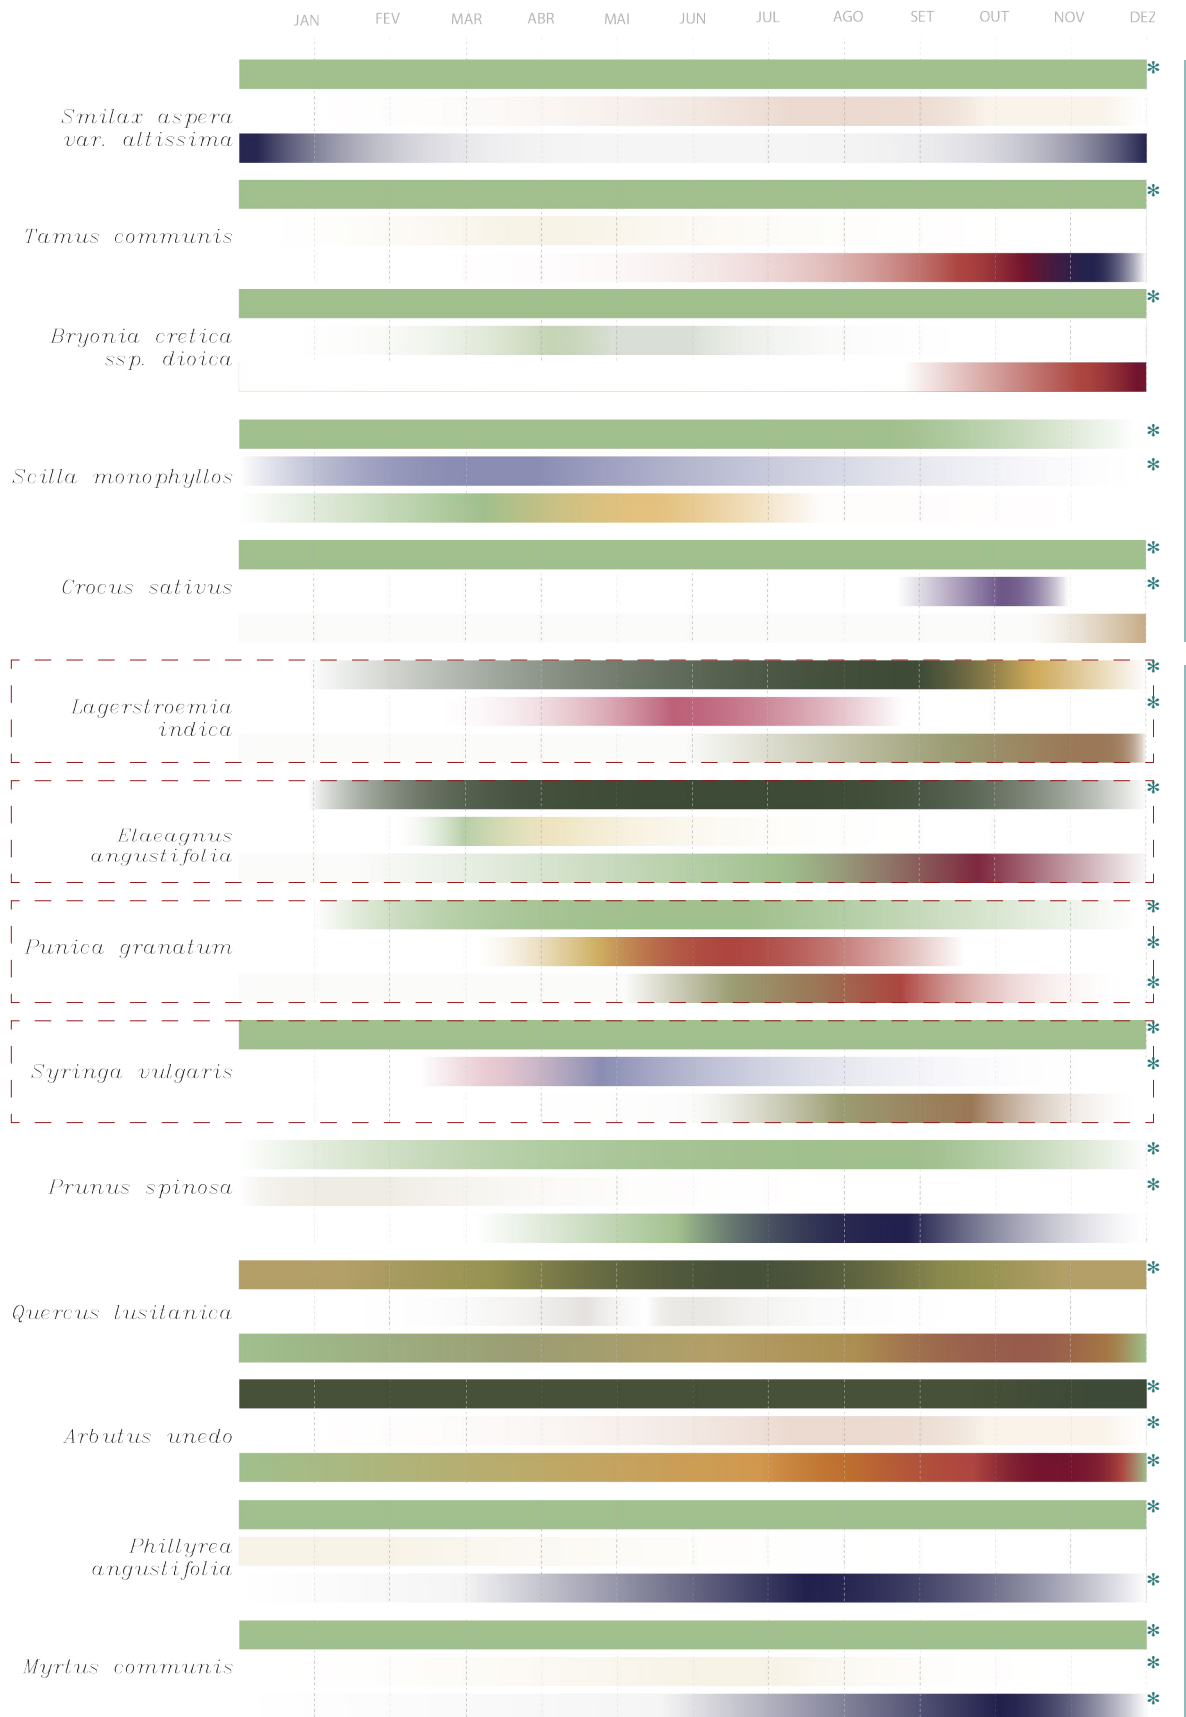 JAN FEV MAR ABR MAI JUN JUL AGO SET OUT NOV DEZ
*
Smilax aspera
var. altissima
*
Tamus communis
*
Bryonia cretica
ssp. dioica
*
*
Scilla monophyllos
*
*
Crocus sativus
*
*
Lagerstroemia
indica
*
Elaeagnus
angustifolia
*
*
Punica granatum
*
*
*
Syringa vulgaris
*
*
Prunus spinosa
*
Quercus lusitanica
*
*
Arbutus unedo
*
*
Phillyrea
angustifolia
*
*
*
Myrtus communis
*